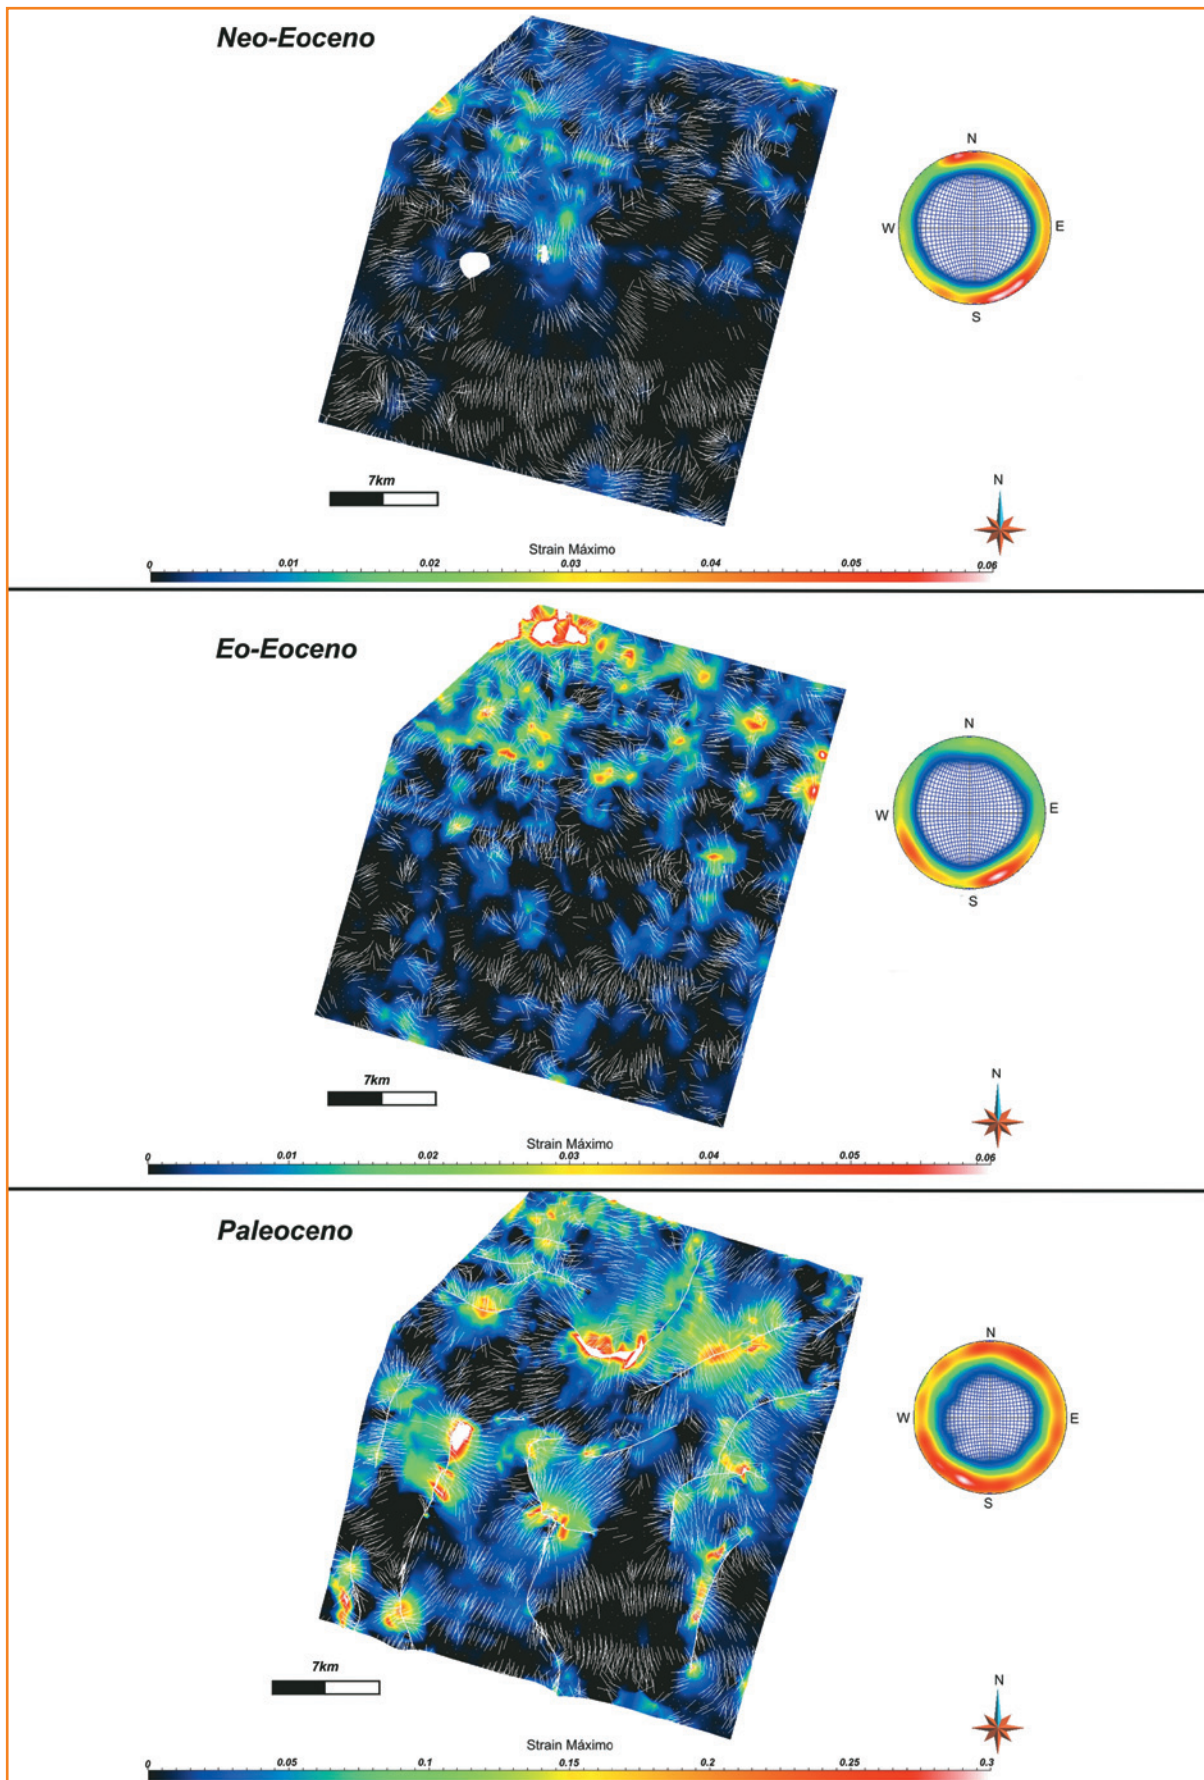 Neo-Eoceno
N
W E
S
7km
N
Strain Máximo
0 0.01 0.02 0.03 0.04 0.05 0.06
Eo-Eoceno
N
W E
S
7km
N
Strain Máximo
0 0.01 0.02 0.03 0.04 0.05 0.06
Paleoceno
N
W E
S
7km
N
Strain Máximo
0 0.05 0.1 0.15 0.2 0.25 0.3